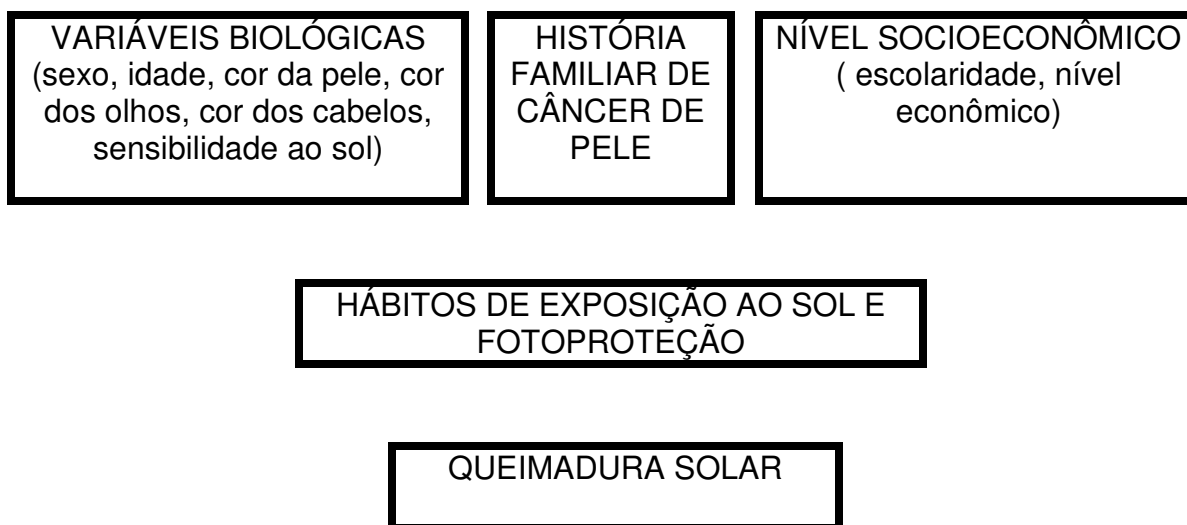 VARIÁVEIS BIOLÓGICAS
(sexo, idade, cor da pele, cor
dos olhos, cor dos cabelos,
sensibilidade ao sol)
HISTÓRIA
FAMILIAR DE
CÂNCER DE
PELE
NÍVEL SOCIOECONÔMICO
( escolaridade, nível
econômico)
HÁBITOS DE EXPOSIÇÃO AO SOL E
FOTOPROTEÇÃO
QUEIMADURA SOLAR